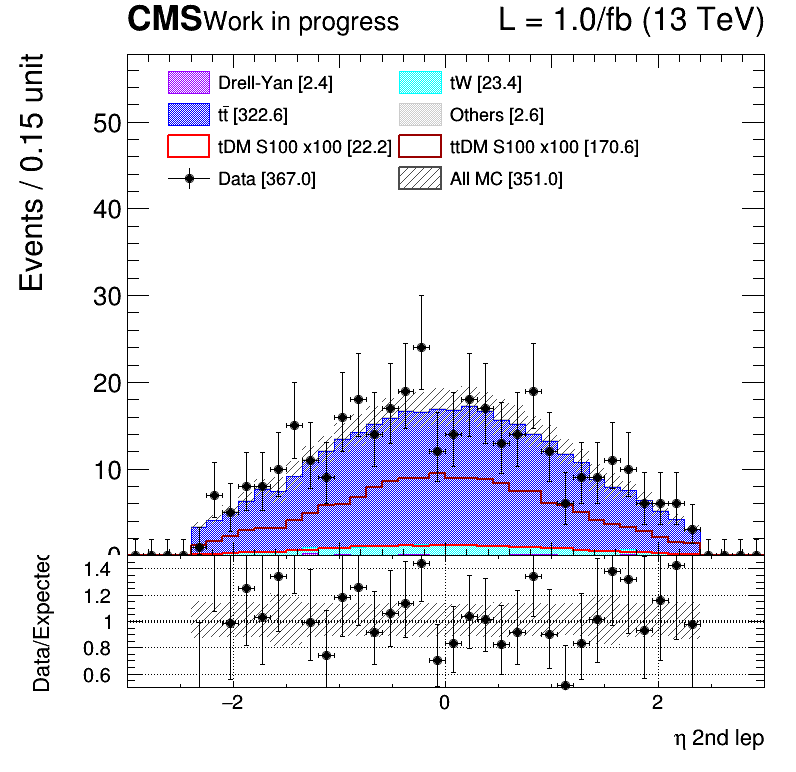 CMS Work in progress L = 1.0/fb (13 TeV)
Events / 0.15 unit
Drell-Yan [2.4] tW [23.4]
tt̄ [322.6] Others [2.6]
tDM S100 x100 [22.2] ttDM S100 x100 [170.6]
Data [367.0] All MC [351.0]
50
40
30
20
10
0
Data/Expected
1.4
1.2
1
0.8
0.6
−2 0 2
η 2nd lep